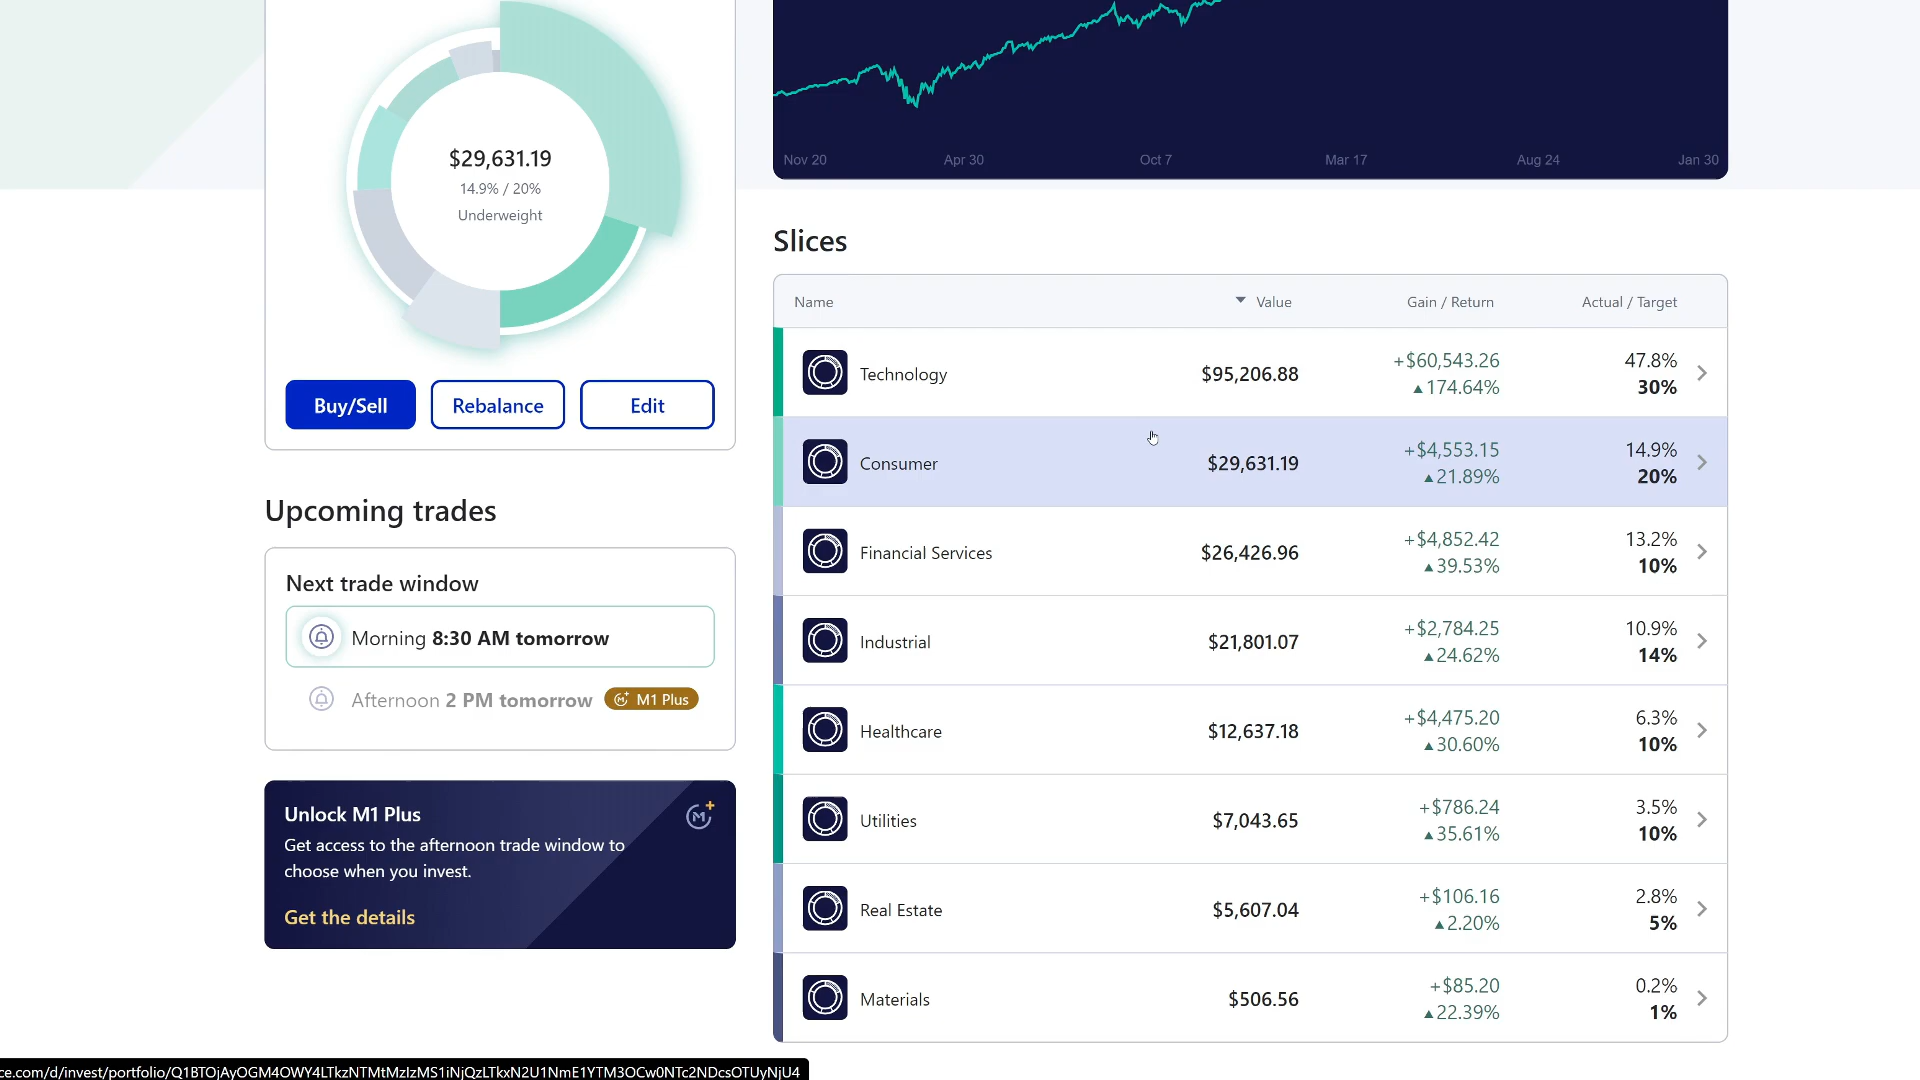 $29,631.19
14.9% / 20%
Underweight
Buy/Sell
Rebalance
Edit
Upcoming trades
Next trade window
Morning 8:30 AM tomorrow
Afternoon 2 PM tomorrow M1 Plus
Unlock M1 Plus
Get access to the afternoon trade window to
choose when you invest.
Get the details
Nov 20 Apr 30 Oct 7 Mar 17 Aug 24 Jan 30
Slices
Name Value Gain / Return Actual / Target
Technology $95,206.88 +$60,543.26 47.8%
▲174.64% 30%
Consumer $29,631.19 +$4,553.15 14.9%
▲21.89% 20%
Financial Services $26,426.96 +$4,852.42 13.2%
▲39.53% 10%
Industrial $21,801.07 +$2,784.25 10.9%
▲24.62% 14%
Healthcare $12,637.18 +$4,475.20 6.3%
▲30.60% 10%
Utilities $7,043.65 +$786.24 3.5%
▲35.61% 10%
Real Estate $5,607.04 +$106.16 2.8%
▲2.20% 5%
Materials $506.56 +$85.20 0.2%
▲22.39% 1%